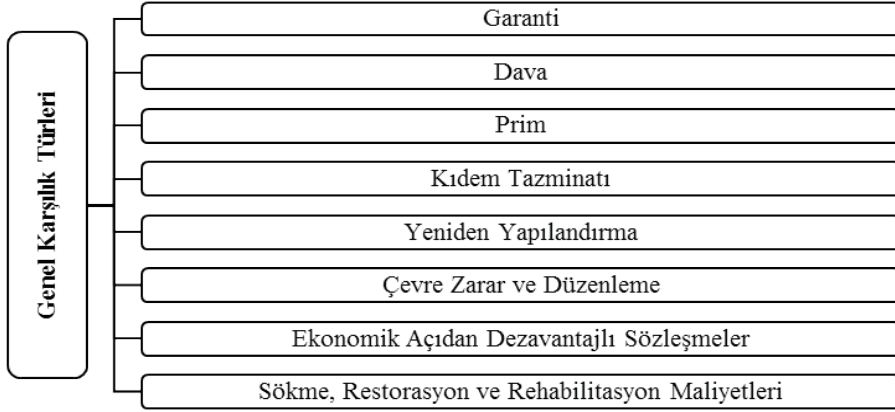 Genel Karşılık Türleri
Garanti
Dava
Prim
Kıdem Tazminatı
Yeniden Yapılandırma
Çevre Zarar ve Düzenleme
Ekonomik Açıdan Dezavantajlı Sözleşmeler
Sökme, Restorasyon ve Rehabilitasyon Maliyetleri